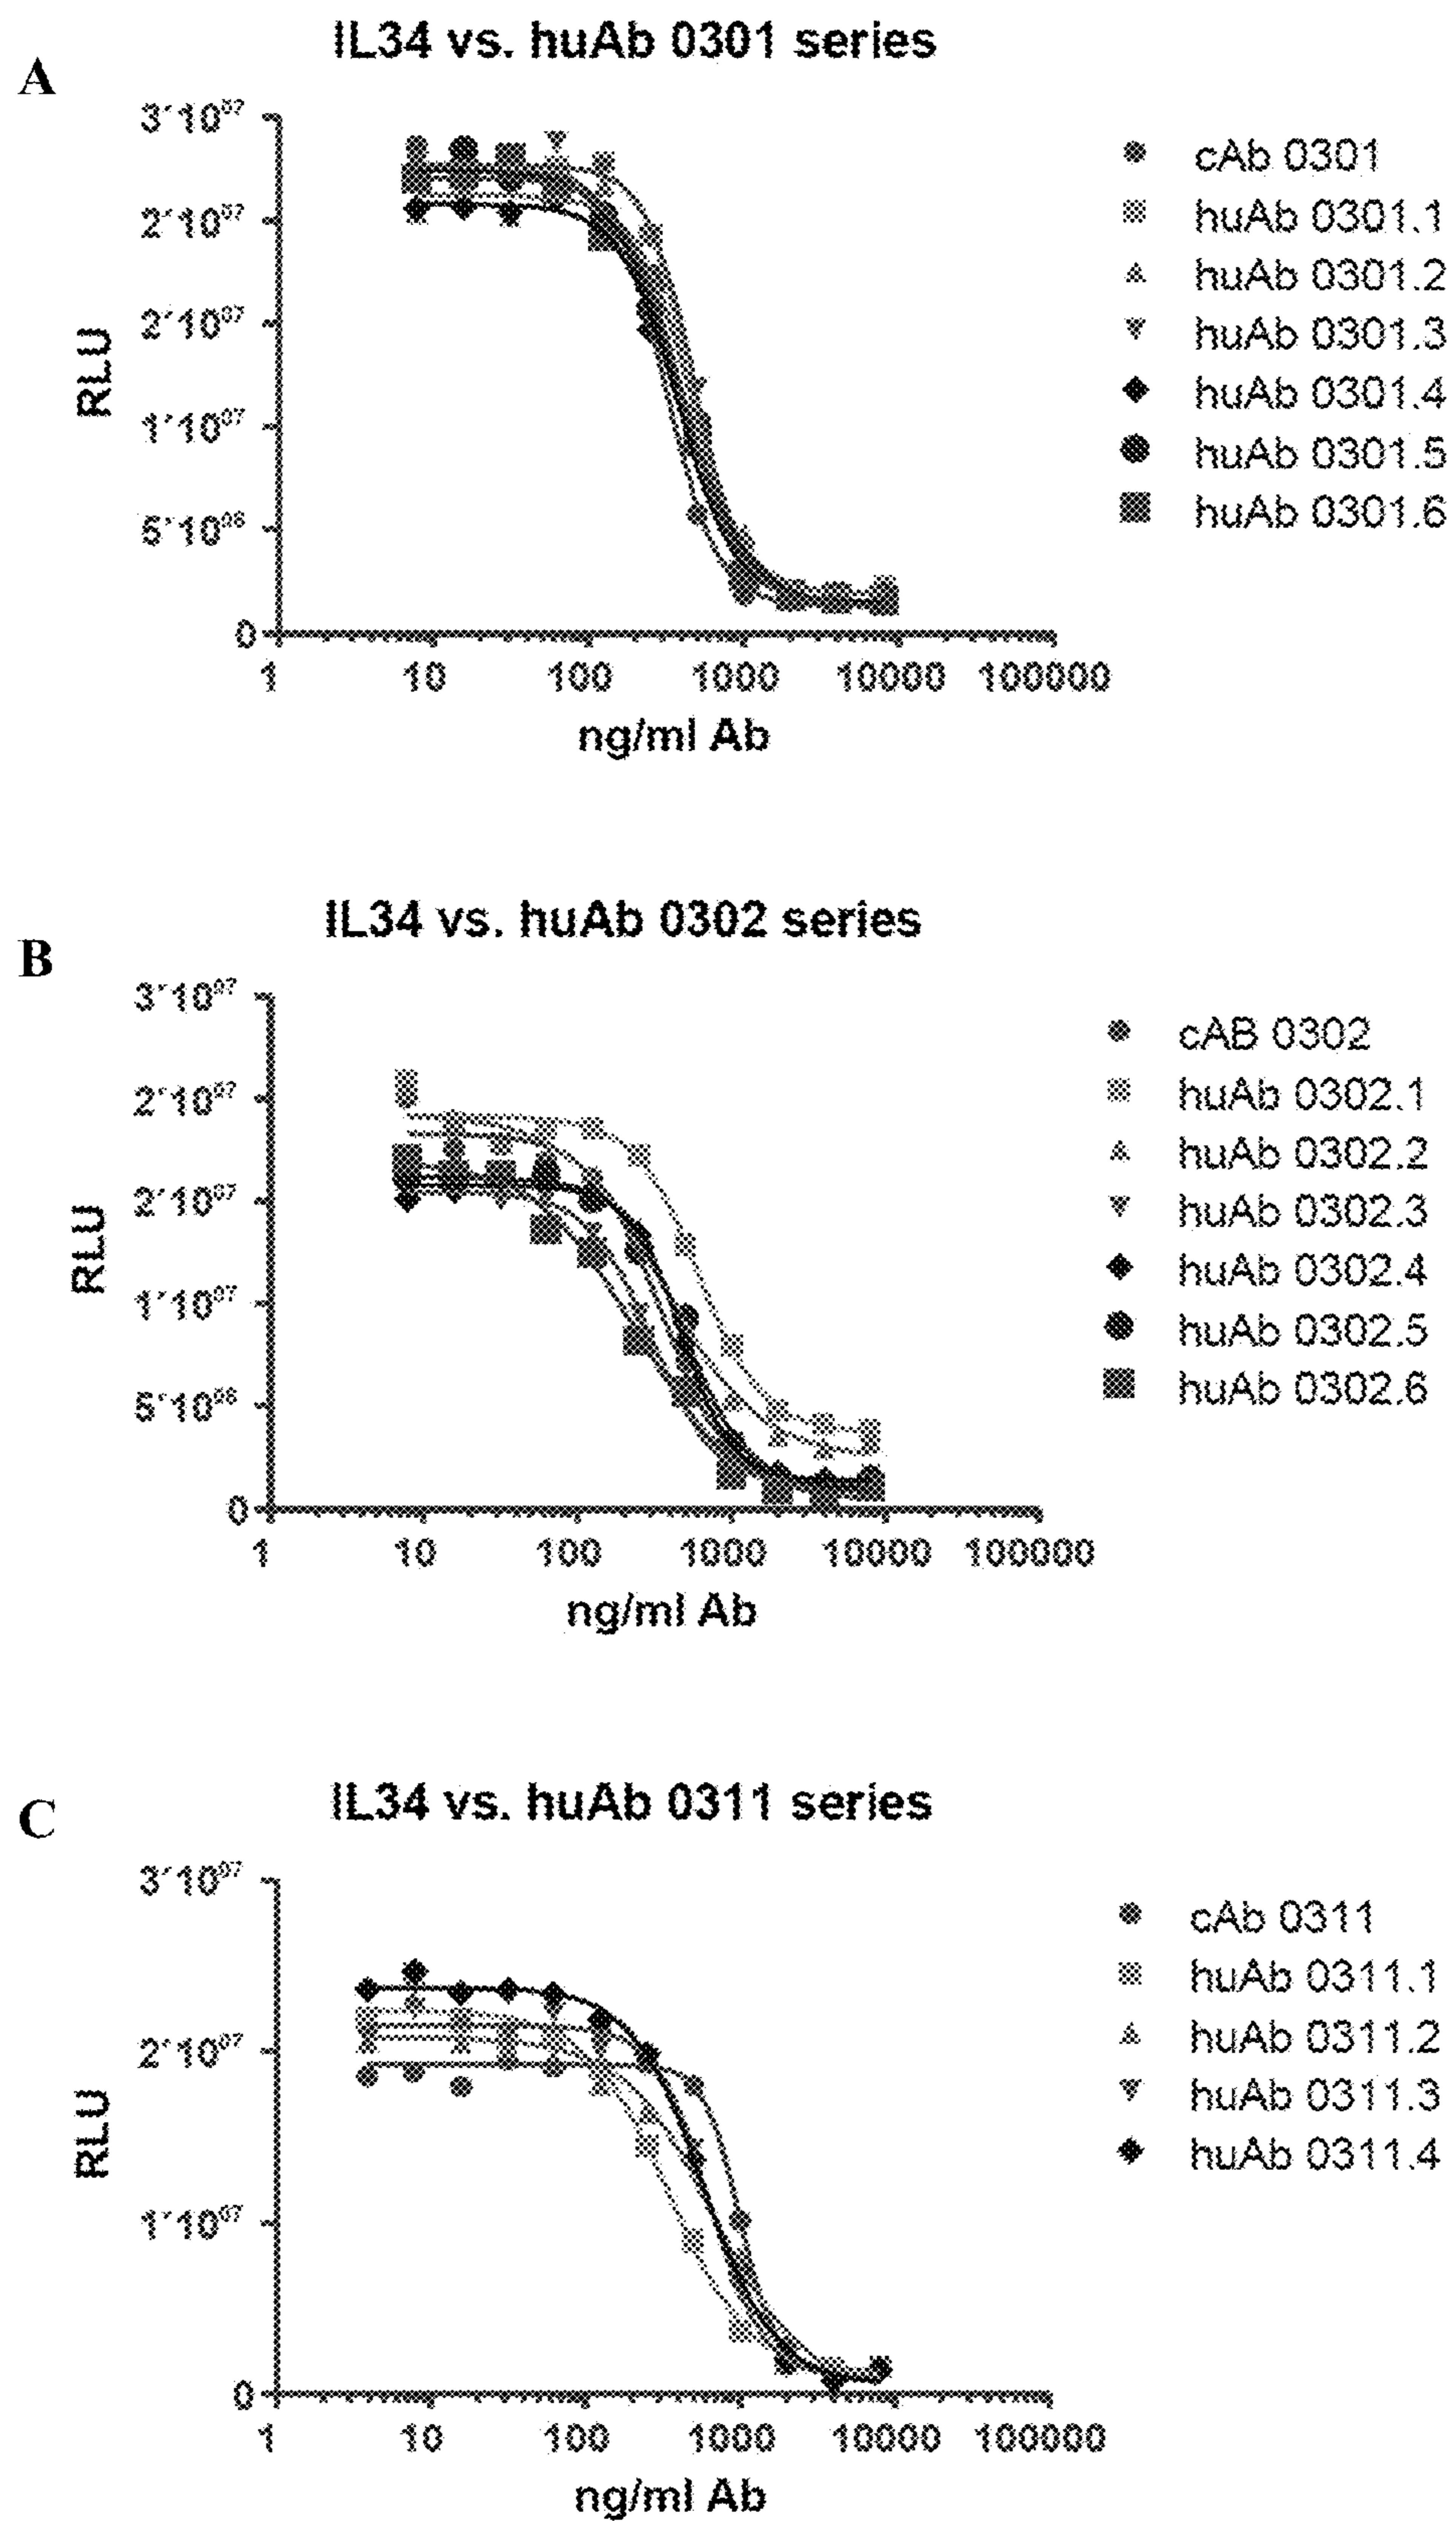 A
IL34 vs. huAb 0301 series
3´10⁰⁷
2´10⁰⁷
2´10⁰⁷
1´10⁰⁷
5´10⁰⁶
0
RLU
1 10 100 1000 10000 100000
ng/ml Ab
cAb 0301
huAb 0301.1
huAb 0301.2
huAb 0301.3
huAb 0301.4
huAb 0301.5
huAb 0301.6
B
IL34 vs. huAb 0302 series
3´10⁰⁷
2´10⁰⁷
2´10⁰⁷
1´10⁰⁷
5´10⁰⁶
0
RLU
1 10 100 1000 10000 100000
ng/ml Ab
cAB 0302
huAb 0302.1
huAb 0302.2
huAb 0302.3
huAb 0302.4
huAb 0302.5
huAb 0302.6
C
IL34 vs. huAb 0311 series
3´10⁰⁷
2´10⁰⁷
1´10⁰⁷
0
RLU
1 10 100 1000 10000 100000
ng/ml Ab
cAb 0311
huAb 0311.1
huAb 0311.2
huAb 0311.3
huAb 0311.4